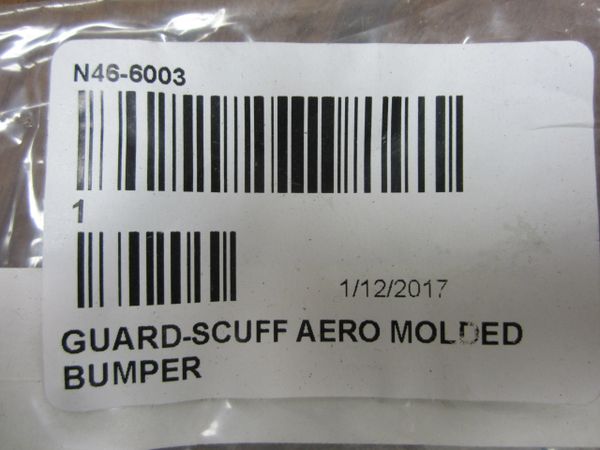 N46-6003
1
1/12/2017
GUARD-SCUFF AERO MOLDED
BUMPER